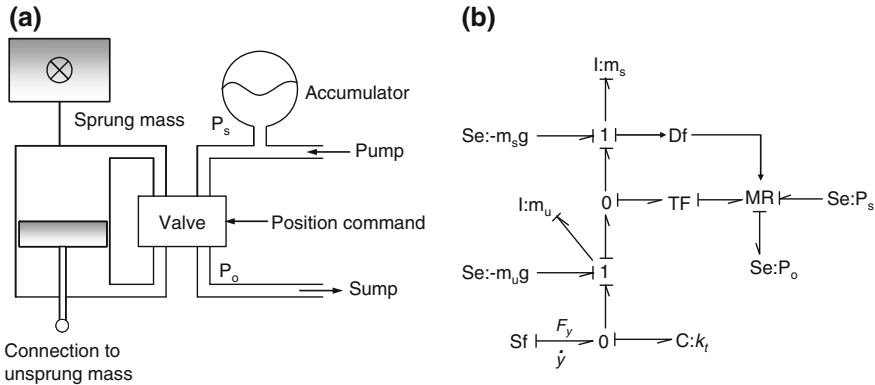 (a)
Sprung mass
Accumulator
Pₛ
Pump
Valve
Position command
Pₒ
Sump
Connection to
unsprung mass
(b)
I:mₛ
Se:-mₛg
1
Df
I:mᵤ
0
TF
MR
Se:Pₛ
Se:-mᵤg
1
Se:Pₒ
Sf
F_y
ẏ
0
C:kₜ